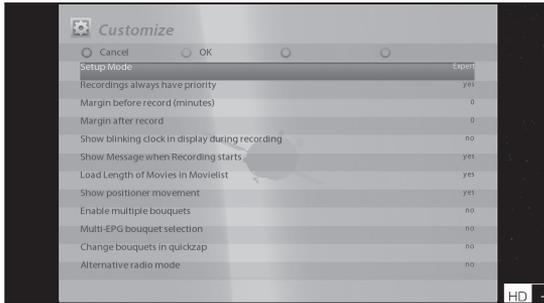 Customize
Cancel OK
Setup Mode Expert
Recordings always have priority yes
Margin before record (minutes) 0
Margin after record 0
Show blinking clock in display during recording no
Show Message when Recording starts yes
Load Length of Movies in Movielist yes
Show positioner movement yes
Enable multiple bouquets no
Multi-EPG bouquet selection no
Change bouquets in quickzap no
Alternative radio mode no
HD